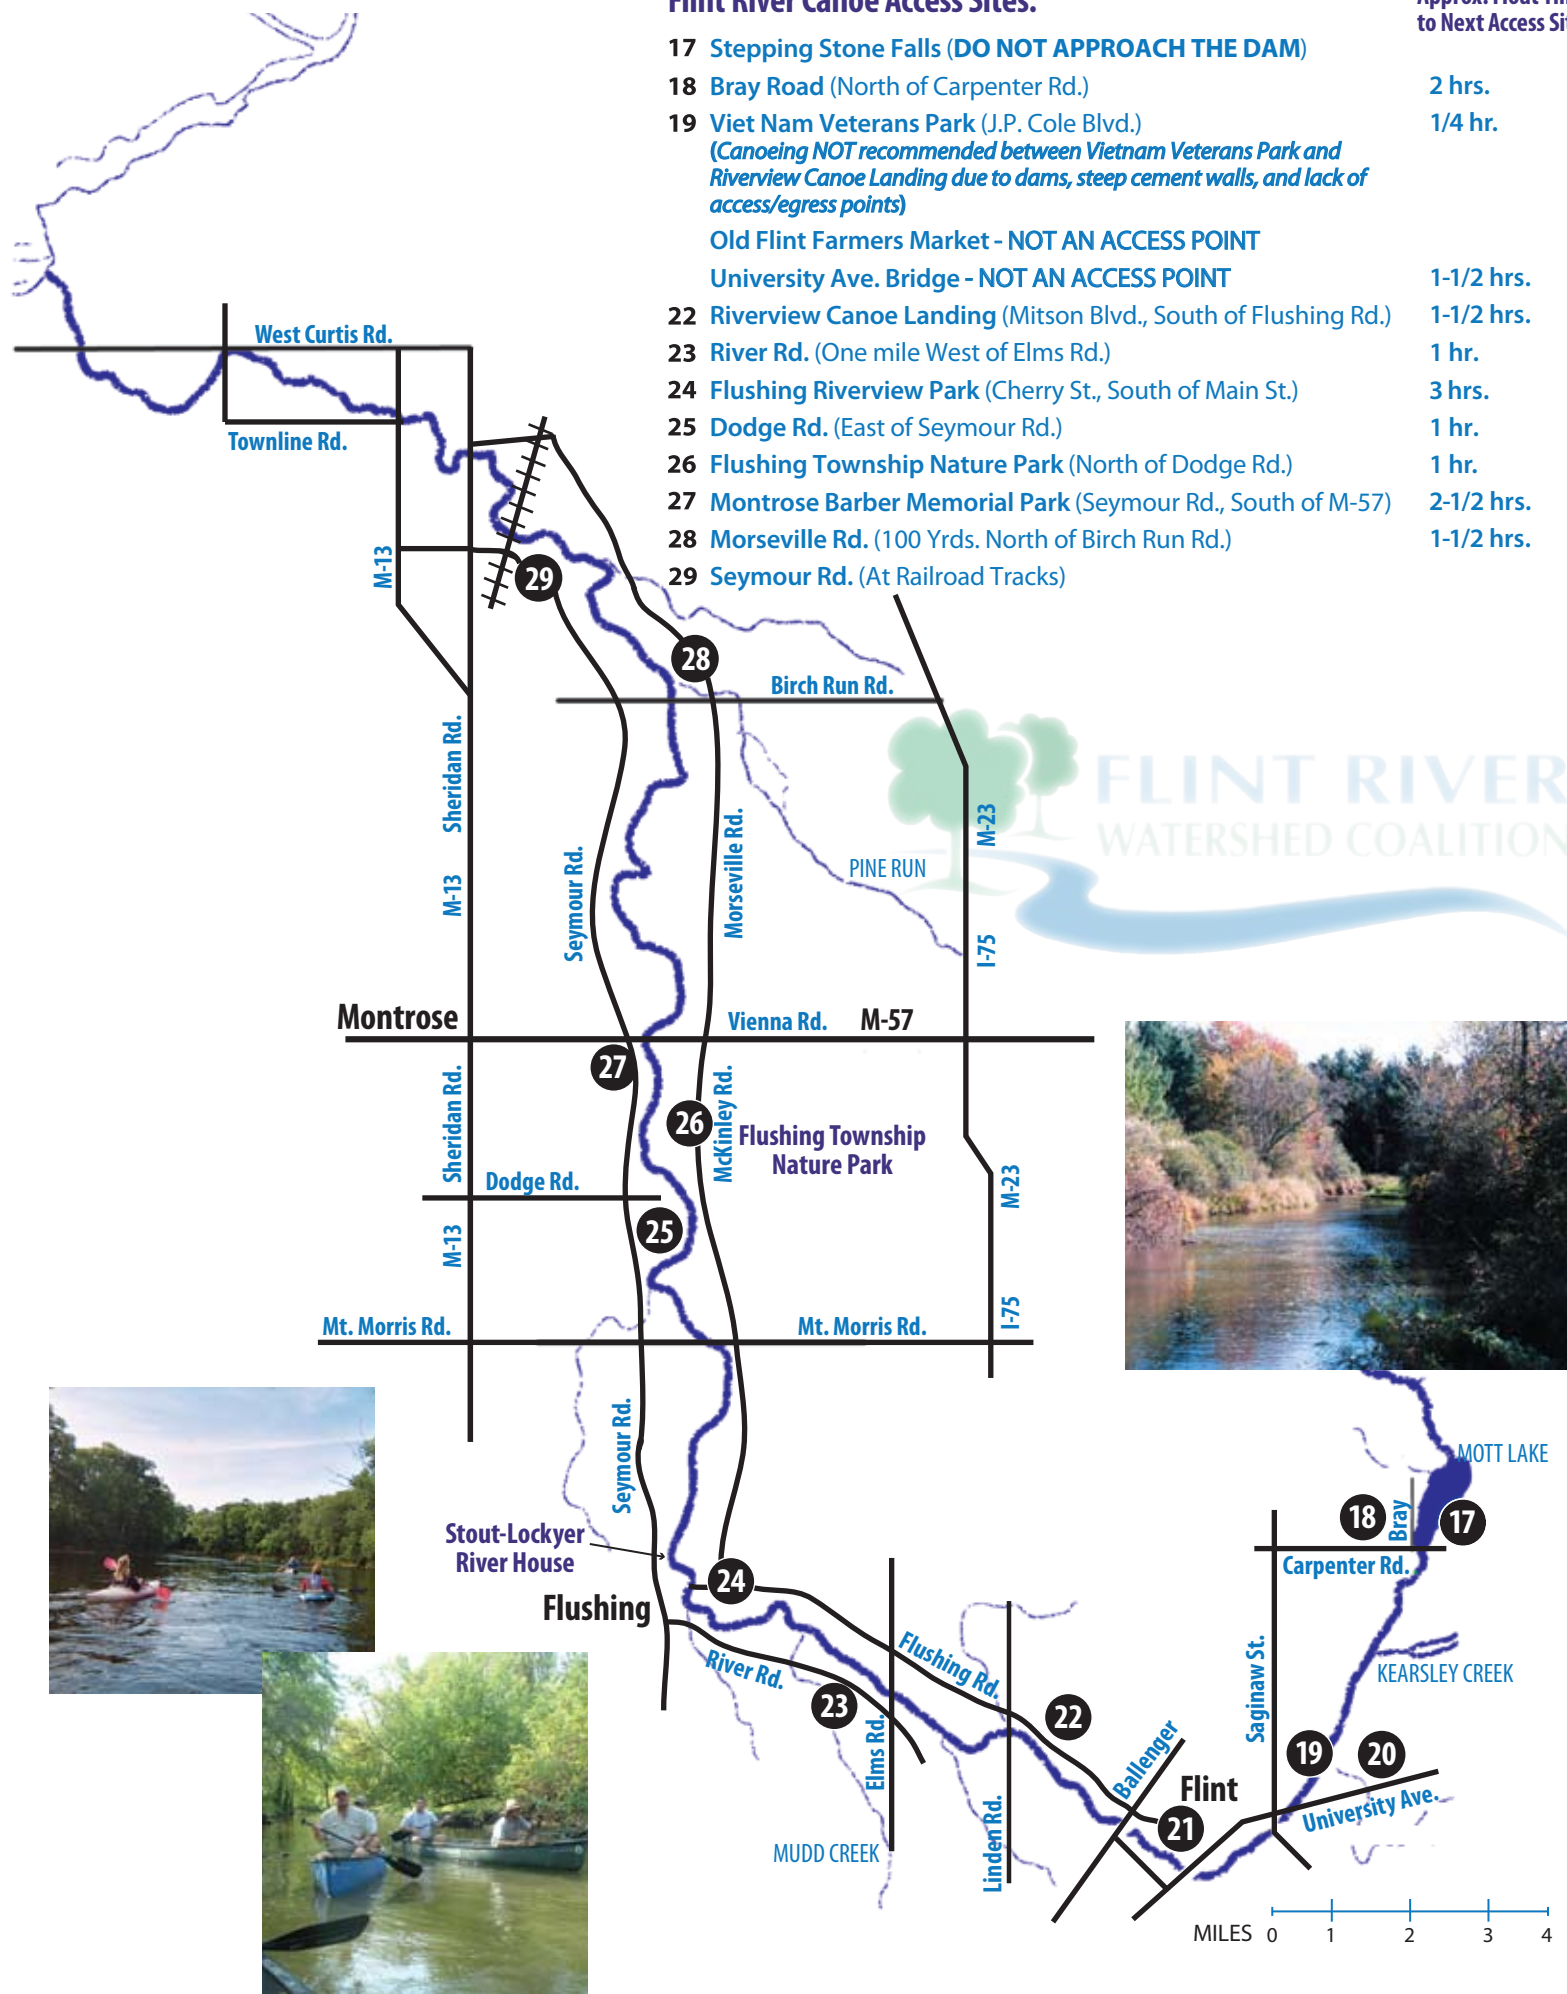 Flint River Canoe Access Sites:
to Next Access Si
17 Stepping Stone Falls (DO NOT APPROACH THE DAM)
18 Bray Road (North of Carpenter Rd.) 2 hrs.
19 Viet Nam Veterans Park (J.P. Cole Blvd.) 1/4 hr.
(Canoeing NOT recommended between Vietnam Veterans Park and
Riverview Canoe Landing due to dams, steep cement walls, and lack of
access/egress points)
Old Flint Farmers Market - NOT AN ACCESS POINT
University Ave. Bridge - NOT AN ACCESS POINT 1-1/2 hrs.
22 Riverview Canoe Landing (Mitson Blvd., South of Flushing Rd.) 1-1/2 hrs.
23 River Rd. (One mile West of Elms Rd.) 1 hr.
24 Flushing Riverview Park (Cherry St., South of Main St.) 3 hrs.
25 Dodge Rd. (East of Seymour Rd.) 1 hr.
26 Flushing Township Nature Park (North of Dodge Rd.) 1 hr.
27 Montrose Barber Memorial Park (Seymour Rd., South of M-57) 2-1/2 hrs.
28 Morseville Rd. (100 Yrds. North of Birch Run Rd.) 1-1/2 hrs.
29 Seymour Rd. (At Railroad Tracks)
West Curtis Rd.
Townline Rd.
M-13
29
28
Birch Run Rd.
Sheridan Rd.
M-13
Seymour Rd.
Morseville Rd.
PINE RUN
M-23
I-75
FLINT RIVER
WATERSHED COALITION
Montrose
Vienna Rd. M-57
27
26
Sheridan Rd.
McKinley Rd.
Flushing Township
Nature Park
Dodge Rd.
25
M-13
M-23
I-75
Mt. Morris Rd.
Mt. Morris Rd.
Seymour Rd.
MOTT LAKE
18
Bray
17
Carpenter Rd.
Stout-Lockyer
River House
24
Flushing
River Rd.
Flushing Rd.
23
Elms Rd.
22
Saginaw St.
KEARSLEY CREEK
19
20
Ballenger
Flint
University Ave.
21
Linden Rd.
MUDD CREEK
MILES 0 1 2 3 4